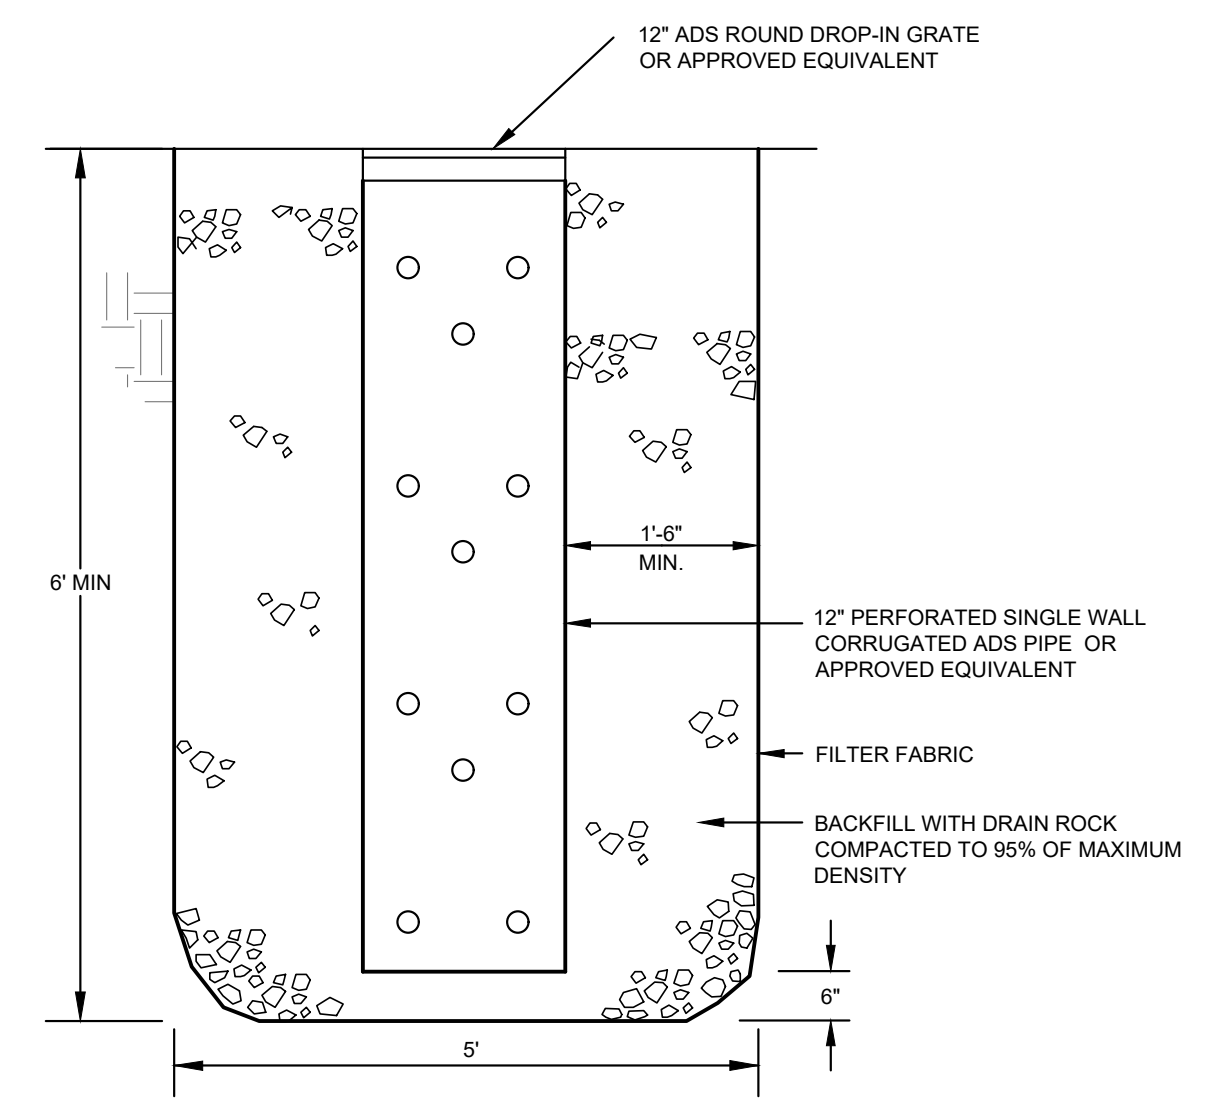 12" ADS ROUND DROP-IN GRATE
OR APPROVED EQUIVALENT
1'-6"
MIN.
6' MIN
12" PERFORATED SINGLE WALL
CORRUGATED ADS PIPE OR
APPROVED EQUIVALENT
FILTER FABRIC
BACKFILL WITH DRAIN ROCK
COMPACTED TO 95% OF MAXIMUM
DENSITY
6"
5'